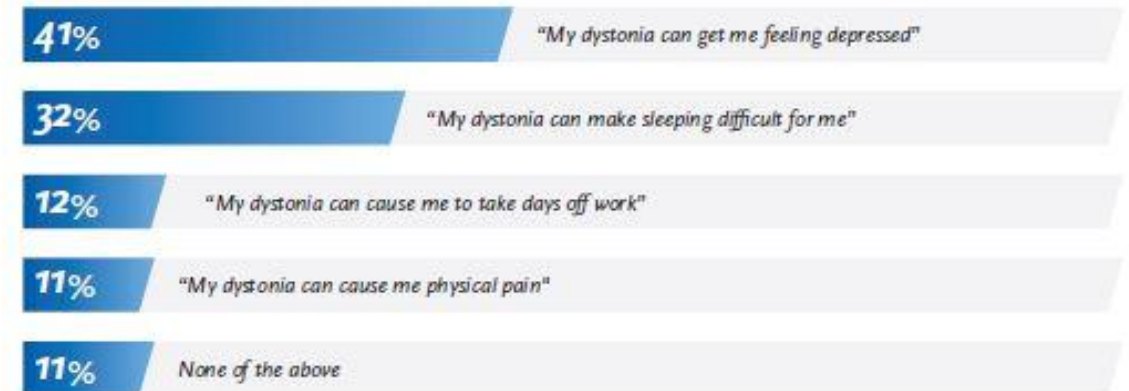 41% “My dystonia can get me feeling depressed”
32% “My dystonia can make sleeping difficult for me”
12% “My dystonia can cause me to take days off work”
11% “My dystonia can cause me physical pain”
11% None of the above